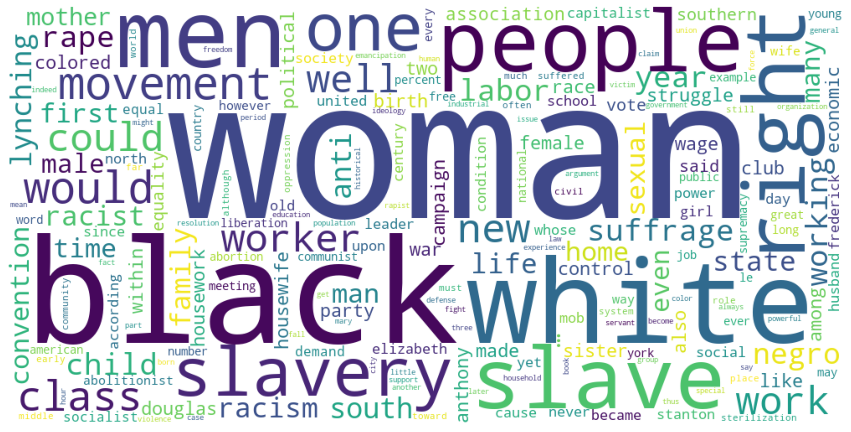 woman
black
white
people
men
right
slavery
slave
one
movement
well
labor
could
would
class
work
worker
suffrage
new
working
child
south
negro
racist
racism
man
family
anti
sexual
state
life
year
first
male
time
convention
lynching
rape
mother
colored
political
association
capitalist
southern
young
general
world
freedom
emancipation
human
claim
union
force
wife
every
society
percent
two
race
much
suffered
struggle
example
many
economic
indeed
might
equal
however
united
birth
free
industrial
often
school
vote
victim
government
still
organization
country
period
ideology
century
condition
issue
female
wage
said
club
north
equality
although
oppression
historical
campaign
national
argument
public
power
girl
civil
day
great
long
supremacy
frederick
husband
among
mean
far
word
resolution
education
population
rapist
old
liberation
leader
since
fact
within
abortion
communist
upon
war
home
control
even
law
experience
job
le
may
like
according
housework
housewife
meeting
get
mary
must
defense
fight
three
party
whose
way
system
servant
mob
become
color
role
always
ever
powerful
also
community
part
american
early
number
abolitionist
demand
elizabeth
fall
city
made
yet
sister
york
group
social
say
place
hour
middle
socialist
violence
born
case
douglas
toward
little
support
another
later
household
book
anthony
cause
never
became
stanton
thus
special
sterilization
...